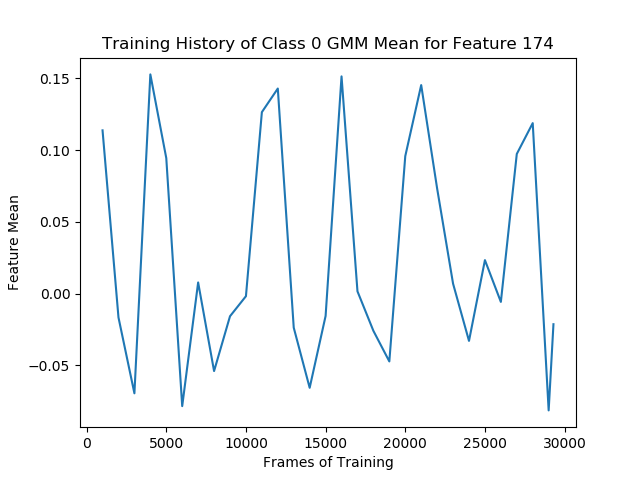 Training History of Class 0 GMM Mean for Feature 174
0.15
0.10
0.05
0.00
−0.05
Feature Mean
0 5000 10000 15000 20000 25000 30000
Frames of Training